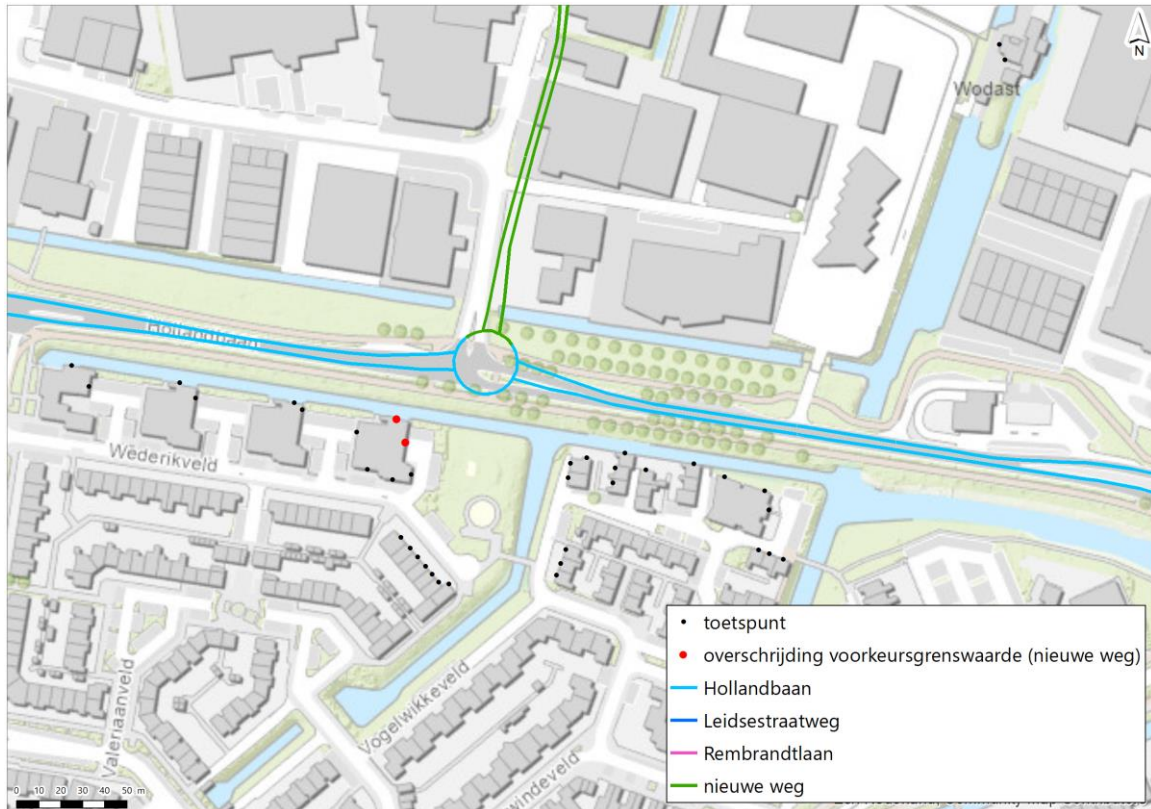 N
Wodast
Hollandbaan
Wederikveld
Valeriaanveld
Vogelwikkeveld
windeveld
toetspunt
overschrijding voorkeursgrenswaarde (nieuwe weg)
Hollandbaan
Leidsestraatweg
Rembrandtlaan
nieuwe weg
0 10 20 30 40 50 m